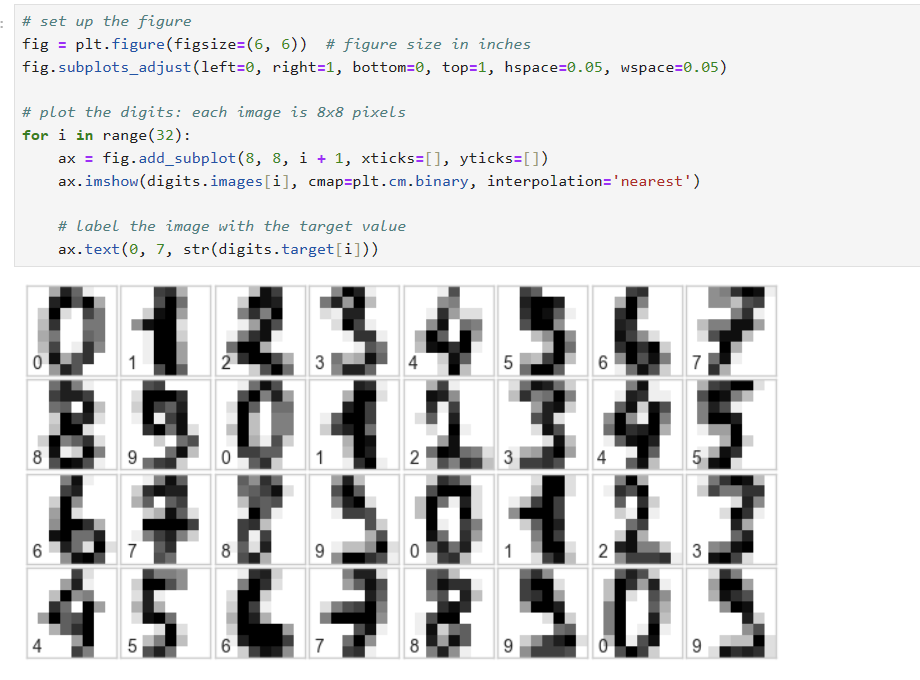 :
# set up the figure
fig = plt.figure(figsize=(6, 6))  # figure size in inches
fig.subplots_adjust(left=0, right=1, bottom=0, top=1, hspace=0.05, wspace=0.05)
# plot the digits: each image is 8x8 pixels
for i in range(32):
    ax = fig.add_subplot(8, 8, i + 1, xticks=[], yticks=[])
    ax.imshow(digits.images[i], cmap=plt.cm.binary, interpolation='nearest')
    # label the image with the target value
    ax.text(0, 7, str(digits.target[i]))
0 1 2 3 4 5 6 7
8 9 0 1 2 3 4 5
6 7 8 9 0 1 2 3
4 5 6 7 8 9 0 9